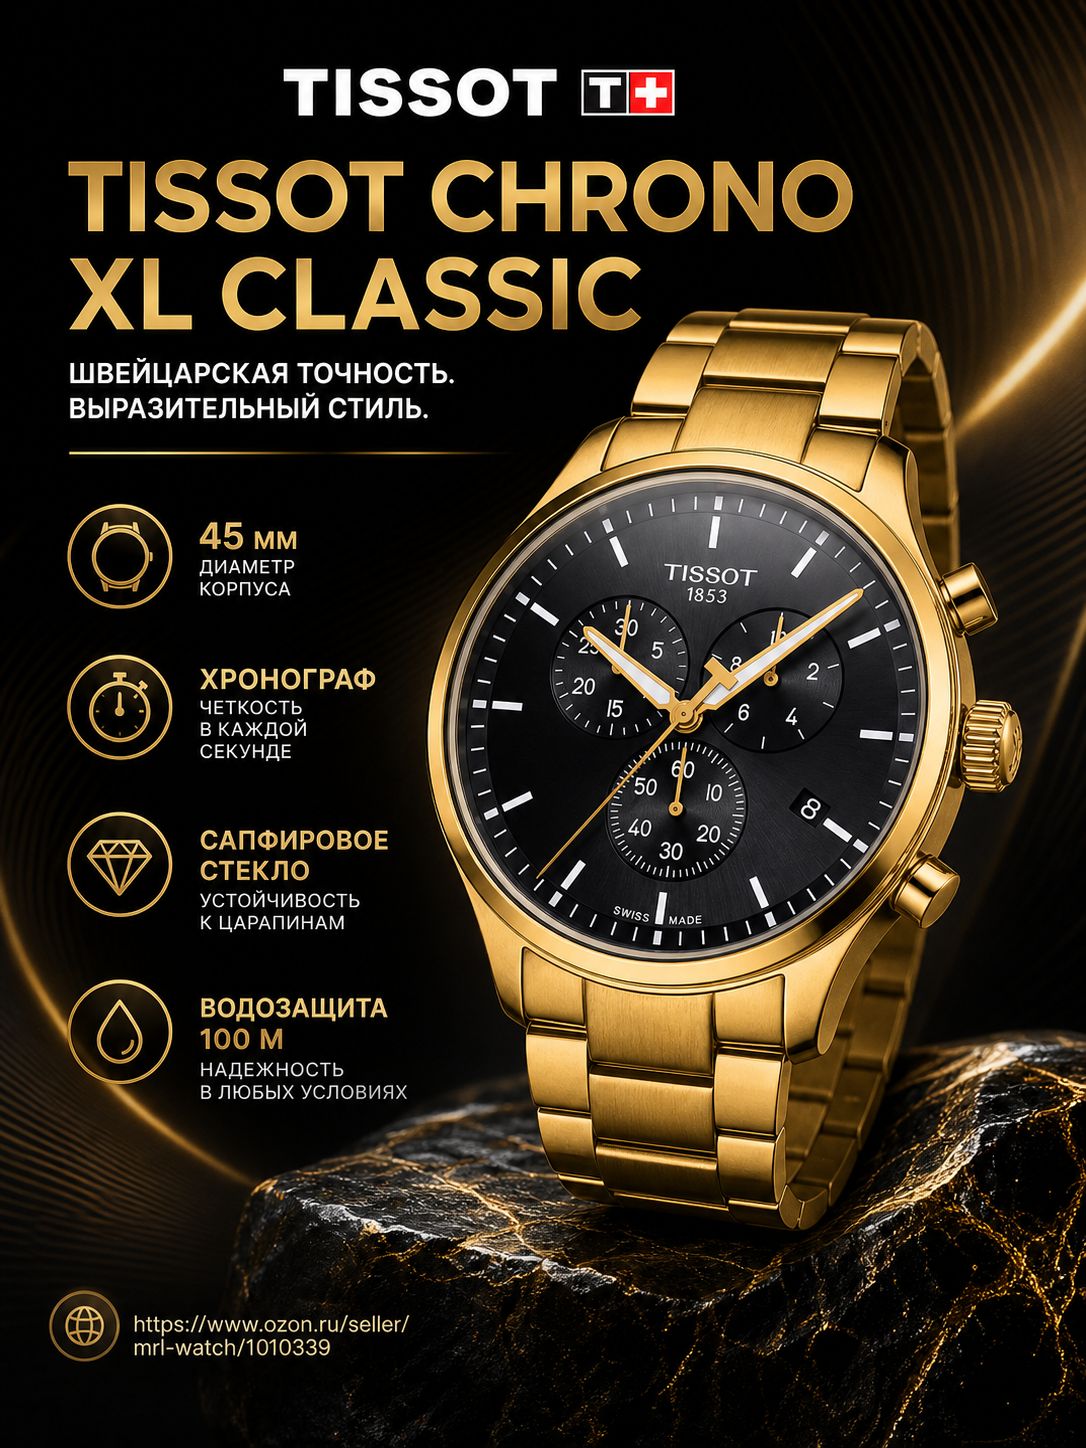 TISSOT T+
TISSOT CHRONO
XL CLASSIC
ШВЕЙЦАРСКАЯ ТОЧНОСТЬ.
ВЫРАЗИТЕЛЬНЫЙ СТИЛЬ.
45 ММ
ДИАМЕТР
КОРПУСА
ХРОНОГРАФ
ЧЕТКОСТЬ
В КАЖДОЙ
СЕКУНДЕ
САПФИРОВОЕ
СТЕКЛО
УСТОЙЧИВОСТЬ
К ЦАРАПИНАМ
ВОДОЗАЩИТА
100 М
НАДЕЖНОСТЬ
В ЛЮБЫХ УСЛОВИЯХ
TISSOT
1853
30
5
15
20
25
2
4
6
8
60
10
20
30
40
50
8
SWISS MADE
https://www.ozon.ru/seller/
mrl-watch/1010339